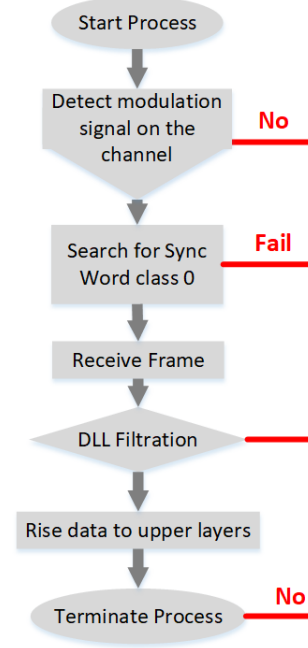 Start Process
Detect modulation
signal on the
channel
No
Search for Sync
Word class 0
Fail
Receive Frame
DLL Filtration
Rise data to upper layers
Terminate Process
No